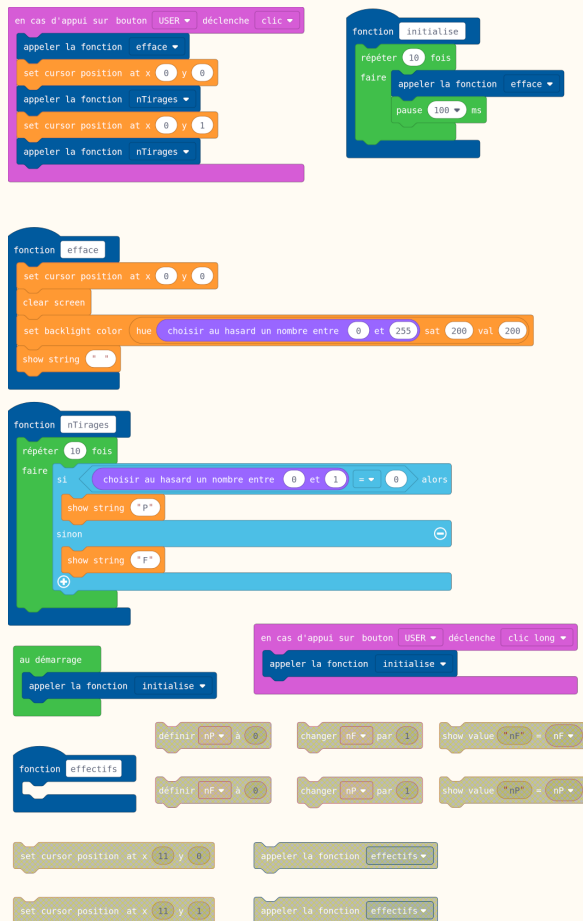 en cas d'appui sur bouton USER déclenche clic
appeler la fonction efface
set cursor position at x 0 y 0
appeler la fonction nTirages
set cursor position at x 0 y 1
appeler la fonction nTirages
fonction initialise
répéter 10 fois
faire appeler la fonction efface
pause 100 ms
fonction efface
set cursor position at x 0 y 0
clear screen
set backlight color hue choisir au hasard un nombre entre 0 et 255 sat 200 val 200
show string " "
fonction nTirages
répéter 10 fois
faire
si choisir au hasard un nombre entre 0 et 1 = 0 alors
show string "P"
sinon
show string "F"
au démarrage
appeler la fonction initialise
en cas d'appui sur bouton USER déclenche clic long
appeler la fonction initialise
définir nP à 0
changer nF par 1
show value "nF" = nF
fonction effectifs
définir nF à 0
changer nP par 1
show value "nP" = nP
set cursor position at x 11 y 0
appeler la fonction effectifs
set cursor position at x 11 y 1
appeler la fonction effectifs